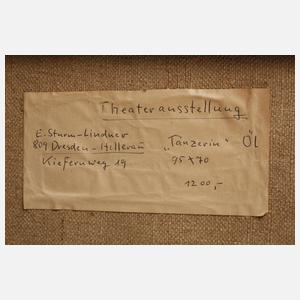 Theaterausstellung
E. Sturm-Lindner "Tänzerin" Öl
809 Dresden-Hellerau 95 x 70
Kiefernweg 19
1200,-